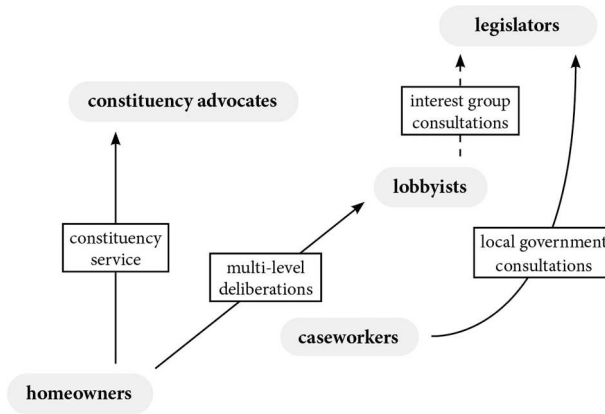 legislators
constituency advocates
interest group
consultations
lobbyists
constituency
service
local government
consultations
multi-level
deliberations
caseworkers
homeowners